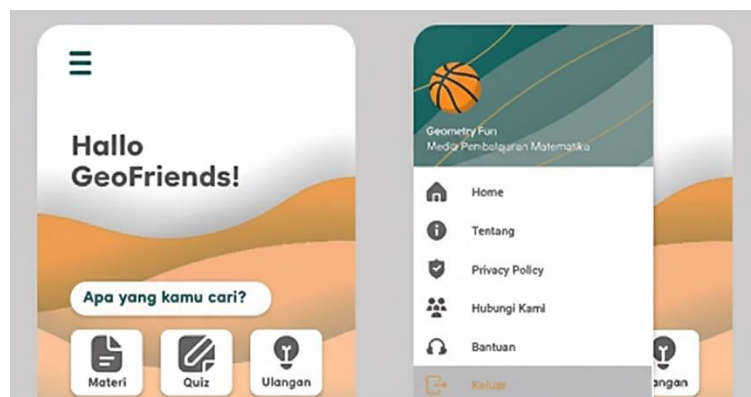 Hallo
GeoFriends!
Apa yang kamu cari?
Materi
Quiz
Ulangan
Geometry Fun
Media Pembelajaran Matematika
Home
Tentang
Privacy Policy
Hubungi Kami
Bantuan
Keluar
angan